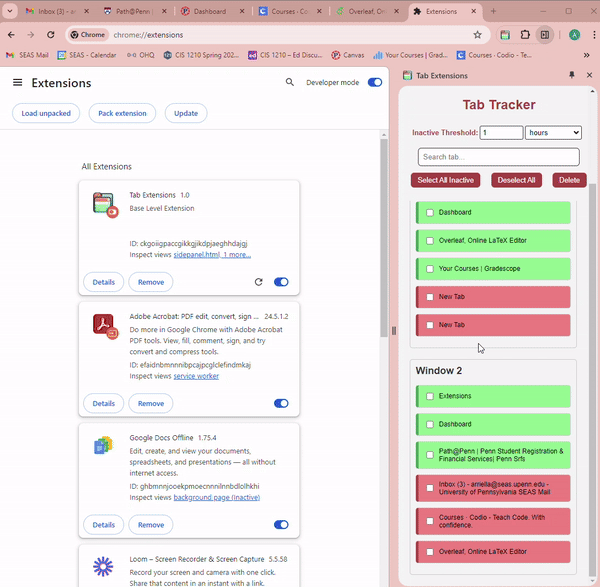 Inbox (3) - an
Path@Penn |
Dashboard
Courses - Co
Overleaf, Onl
Extensions
Chrome
chrome://extensions
SEAS Mail
SEAS - Calendar
OHQ
CIS 1210 Spring 202...
CIS 1210 – Ed Discu...
Canvas
Your Courses | Grad...
Courses · Codio - Te...
Extensions
Developer mode
Load unpacked
Pack extension
Update
All Extensions
Tab Extensions 1.0
Base Level Extension
ID: ckgoiigpaccgikkgjikdpjaeghhdajgj
Inspect views sidepanel.html, 1 more...
Details
Remove
Adobe Acrobat: PDF edit, convert, sign ... 24.5.1.2
Do more in Google Chrome with Adobe Acrobat
PDF tools. View, fill, comment, sign, and try
convert and compress tools.
ID: efaidnbmnnnibpcajpcglclefindmkaj
Inspect views service worker
Details
Remove
Google Docs Offline 1.75.4
Edit, create, and view your documents,
spreadsheets, and presentations — all without
internet access.
ID: ghbmnnjooekpmoecnnnilnnbdlolhkhi
Inspect views background page (Inactive)
Details
Remove
Loom – Screen Recorder & Screen Capture 5.5.58
Record your screen and camera with one click.
Share that content in an instant with a link.
Tab Extensions
Tab Tracker
Inactive Threshold: 1 hours
Search tab...
Select All Inactive
Deselect All
Delete
Dashboard
Overleaf, Online LaTeX Editor
Your Courses | Gradescope
New Tab
New Tab
Window 2
Extensions
Dashboard
Path@Penn | Penn Student Registration &
Financial Services| Penn Srfs
Inbox (3) - arriella@seas.upenn.edu -
University of Pennsylvania SEAS Mail
Courses · Codio - Teach Code. With
confidence.
Overleaf, Online LaTeX Editor